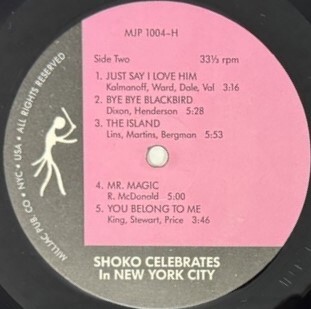 MJP 1004-H
Side Two 33⅓ rpm
1. JUST SAY I LOVE HIM
Kalmanoff, Ward, Dale, Val 3:16
2. BYE BYE BLACKBIRD
Dixon, Henderson 5:28
3. THE ISLAND
Lins, Martins, Bergman 5:53
4. MR. MAGIC
R. McDonald 5:00
5. YOU BELONG TO ME
King, Stewart, Price 3:46
SHOKO CELEBRATES
In NEW YORK CITY
MILLJAC PUB. CO • NYC • USA • ALL RIGHTS RESERVED